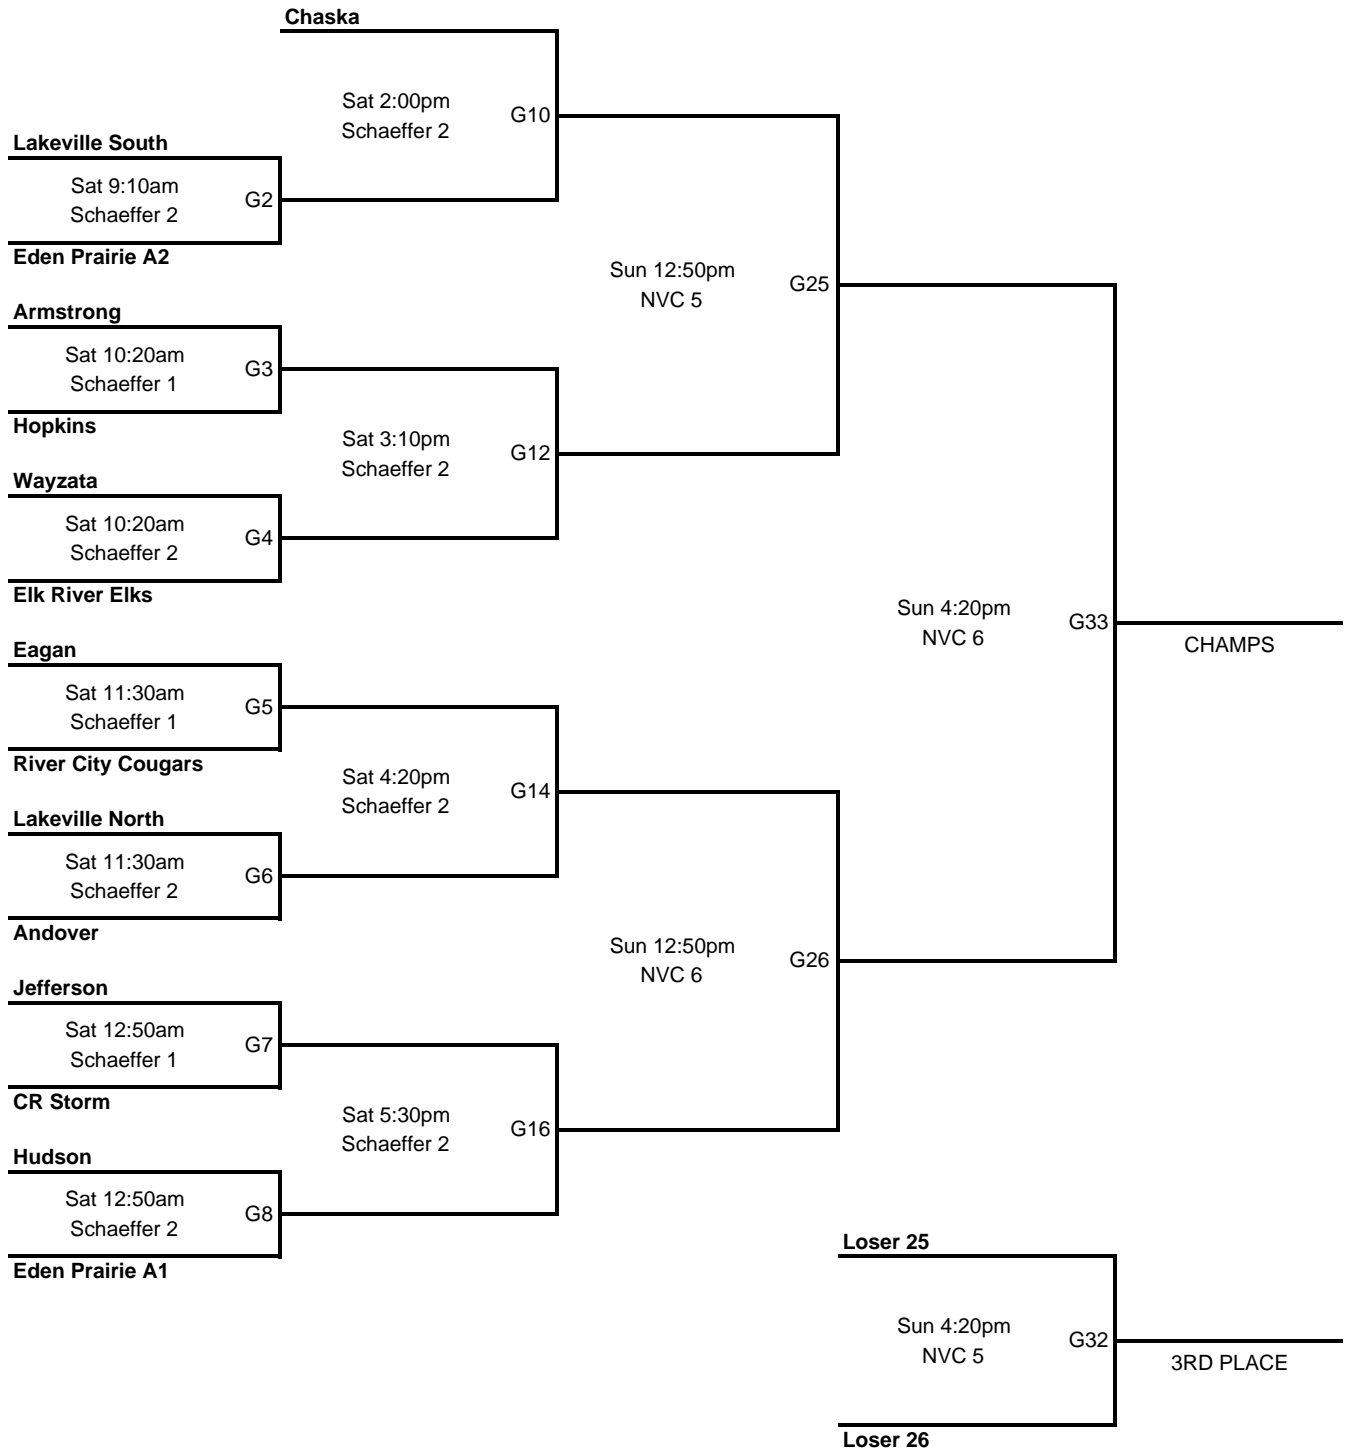 Chaska
Sat 2:00pm
Schaeffer 2
G10
Lakeville South
Sat 9:10am
Schaeffer 2
G2
Eden Prairie A2
Sun 12:50pm
NVC 5
G25
Armstrong
Sat 10:20am
Schaeffer 1
G3
Hopkins
Sat 3:10pm
Schaeffer 2
G12
Wayzata
Sat 10:20am
Schaeffer 2
G4
Elk River Elks
Sun 4:20pm
NVC 6
G33
CHAMPS
Eagan
Sat 11:30am
Schaeffer 1
G5
River City Cougars
Sat 4:20pm
Schaeffer 2
G14
Lakeville North
Sat 11:30am
Schaeffer 2
G6
Andover
Sun 12:50pm
NVC 6
G26
Jefferson
Sat 12:50am
Schaeffer 1
G7
CR Storm
Sat 5:30pm
Schaeffer 2
G16
Hudson
Sat 12:50am
Schaeffer 2
G8
Eden Prairie A1
Loser 25
Sun 4:20pm
NVC 5
G32
3RD PLACE
Loser 26